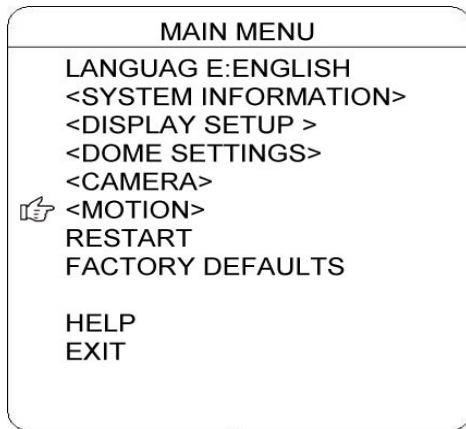 MAIN MENU
LANGUAG E:ENGLISH
<SYSTEM INFORMATION>
<DISPLAY SETUP >
<DOME SETTINGS>
<CAMERA>
<MOTION>
RESTART
FACTORY DEFAULTS
HELP
EXIT